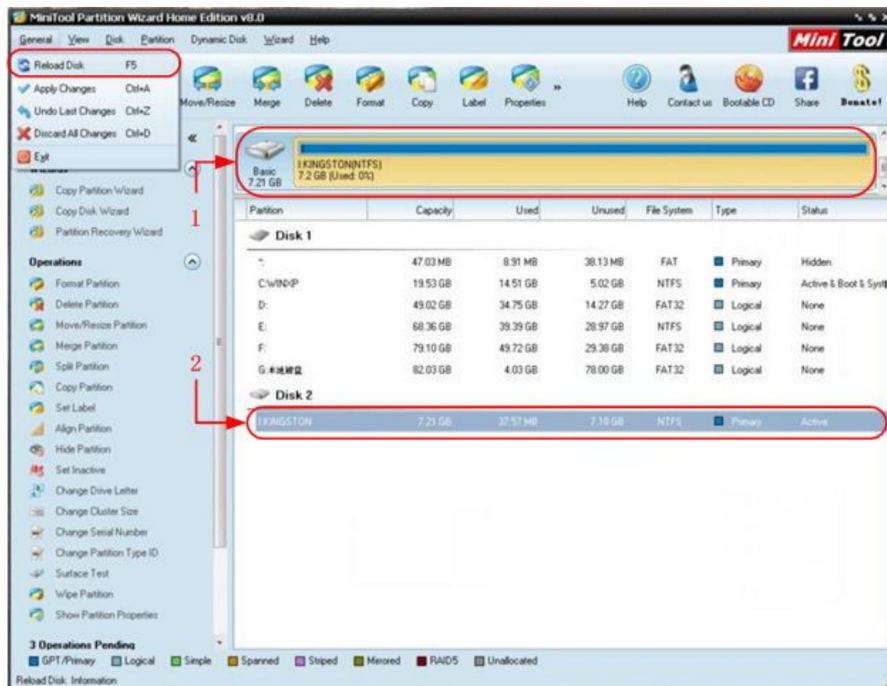 MiniTool Partition Wizard Home Edition v8.0
General View Disk Partition Dynamic Disk Wizard Help
Mini Tool
Reload Disk F5
Apply Changes Ctrl+A
Undo Last Changes Ctrl+Z
Discard All Changes Ctrl+D
Exit
Move/Resize Merge Delete Format Copy Label Properties » Help Contact us Bootable CD Share Donate!
«
Basic
7.21 GB
I:KINGSTON(NTFS)
7.2 GB (Used: 0%)
1
Wizards
Copy Partition Wizard
Copy Disk Wizard
Partition Recovery Wizard
Operations
Format Partition
Delete Partition
Move/Resize Partition
Merge Partition
Split Partition
Copy Partition
Set Label
Align Partition
Hide Partition
Set Inactive
Change Drive Letter
Change Cluster Size
Change Serial Number
Change Partition Type ID
Surface Test
Wipe Partition
Show Partition Properties
3 Operations Pending
2
Partition Capacity Used Unused File System Type Status
Disk 1
*: 47.03 MB 8.91 MB 38.13 MB FAT Primary Hidden
C:WINXP 19.53 GB 14.51 GB 5.02 GB NTFS Primary Active & Boot & Syst
D: 49.02 GB 34.75 GB 14.27 GB FAT32 Logical None
E: 68.36 GB 39.39 GB 28.97 GB NTFS Logical None
F: 79.10 GB 49.72 GB 29.38 GB FAT32 Logical None
G: 82.03 GB 4.03 GB 78.00 GB FAT32 Logical None
Disk 2
I:KINGSTON 7.21 GB 37.57 MB 7.18 GB NTFS Primary Active
GPT/Primary Logical Simple Spanned Striped Mirrored RAID5 Unallocated
Reload Disk Information